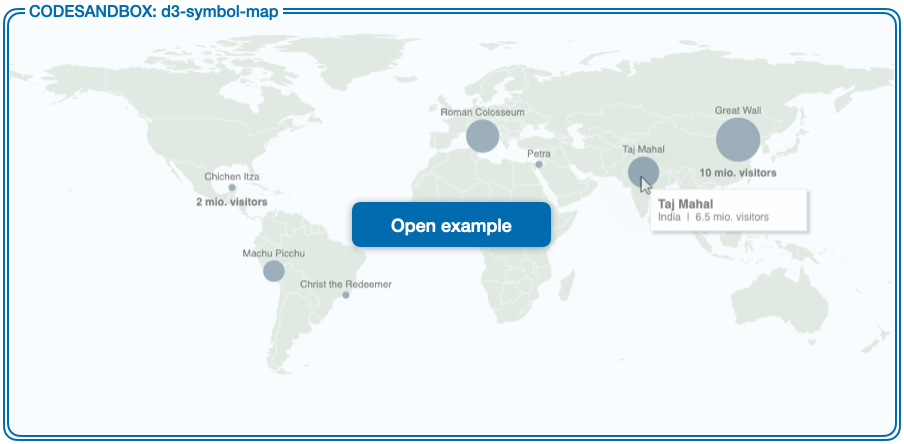 CODESANDBOX: d3-symbol-map
Great Wall
Roman Colosseum
Taj Mahal
Petra
10 mio. visitors
Chichen Itza
2 mio. visitors
Taj Mahal
India | 6.5 mio. visitors
Open example
Machu Picchu
Christ the Redeemer